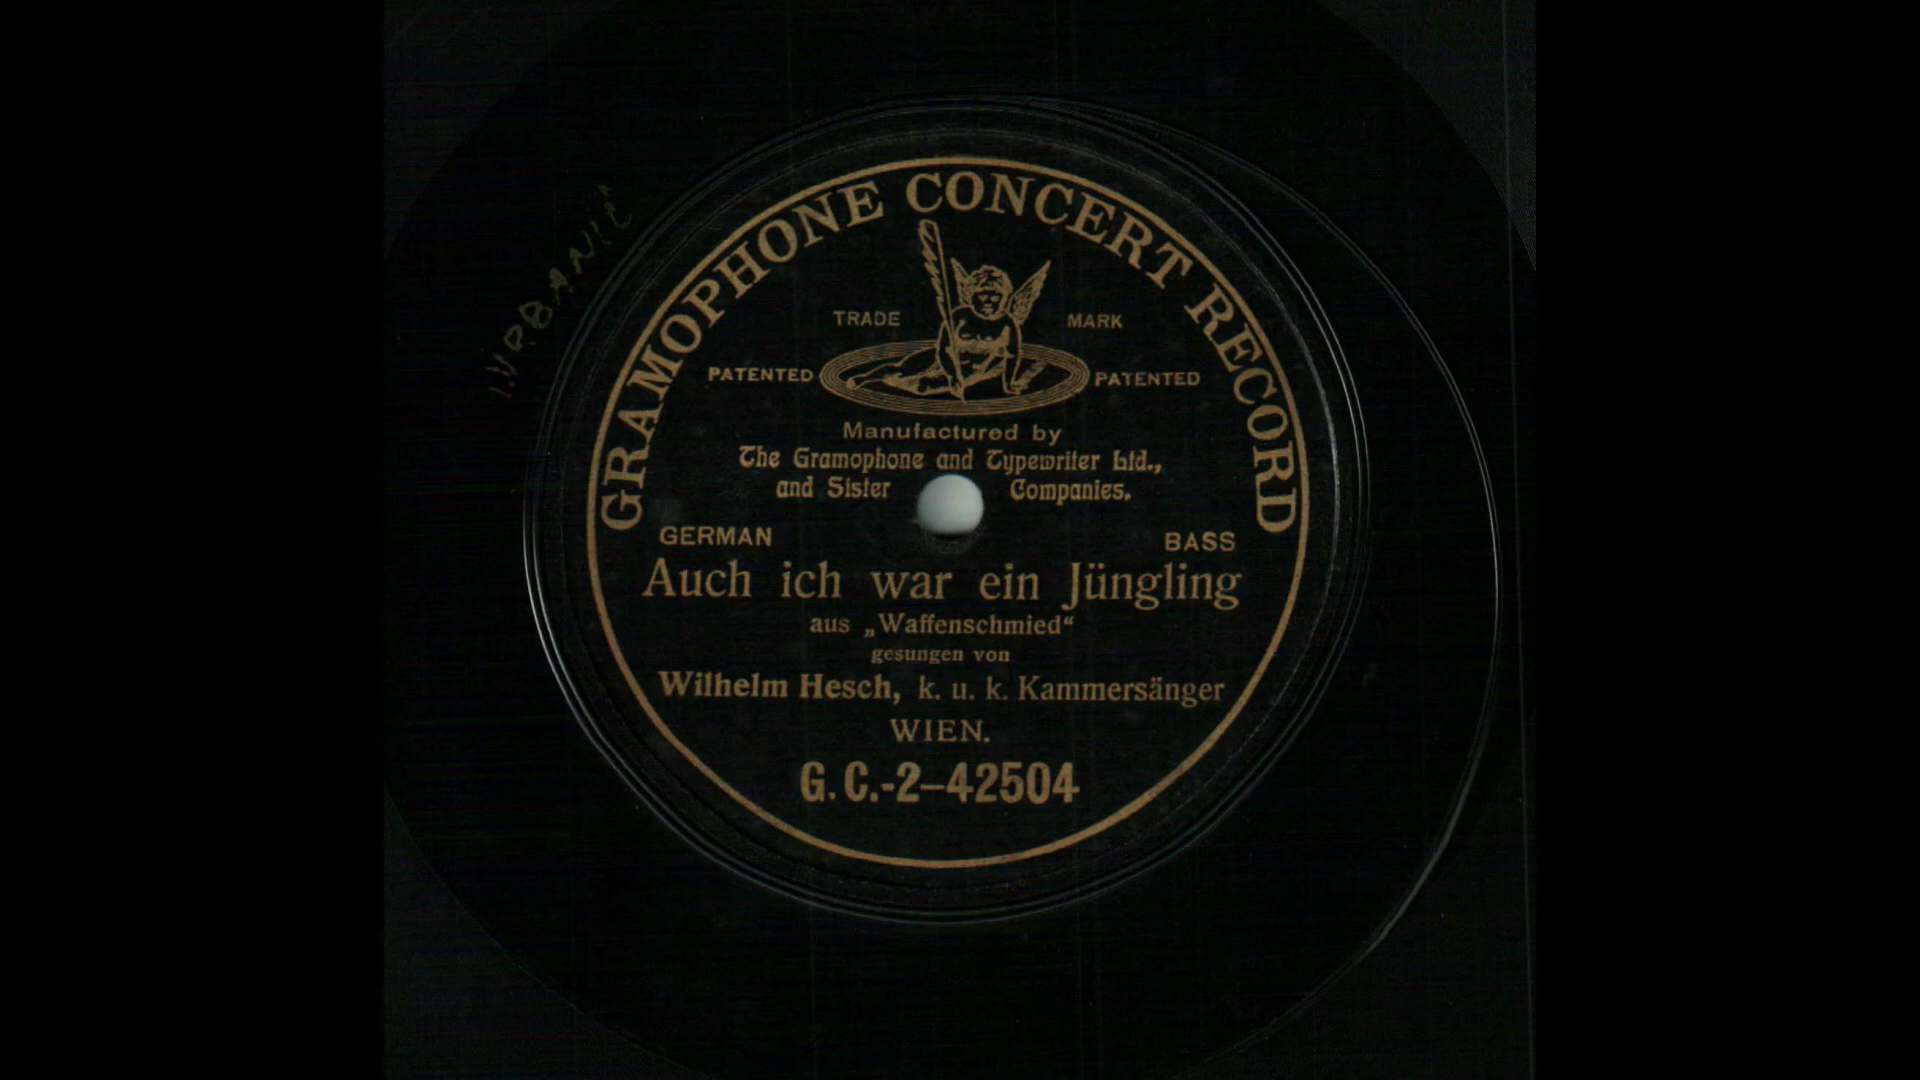 GRAMOPHONE CONCERT RECORD
TRADE MARK
PATENTED PATENTED
Manufactured by
The Gramophone and Typewriter Ltd.,
and Sister Companies.
GERMAN BASS
Auch ich war ein Jüngling
aus „Waffenschmied“
gesungen von
Wilhelm Hesch, k. u. k. Kammersänger
WIEN.
G. C.-2–42504